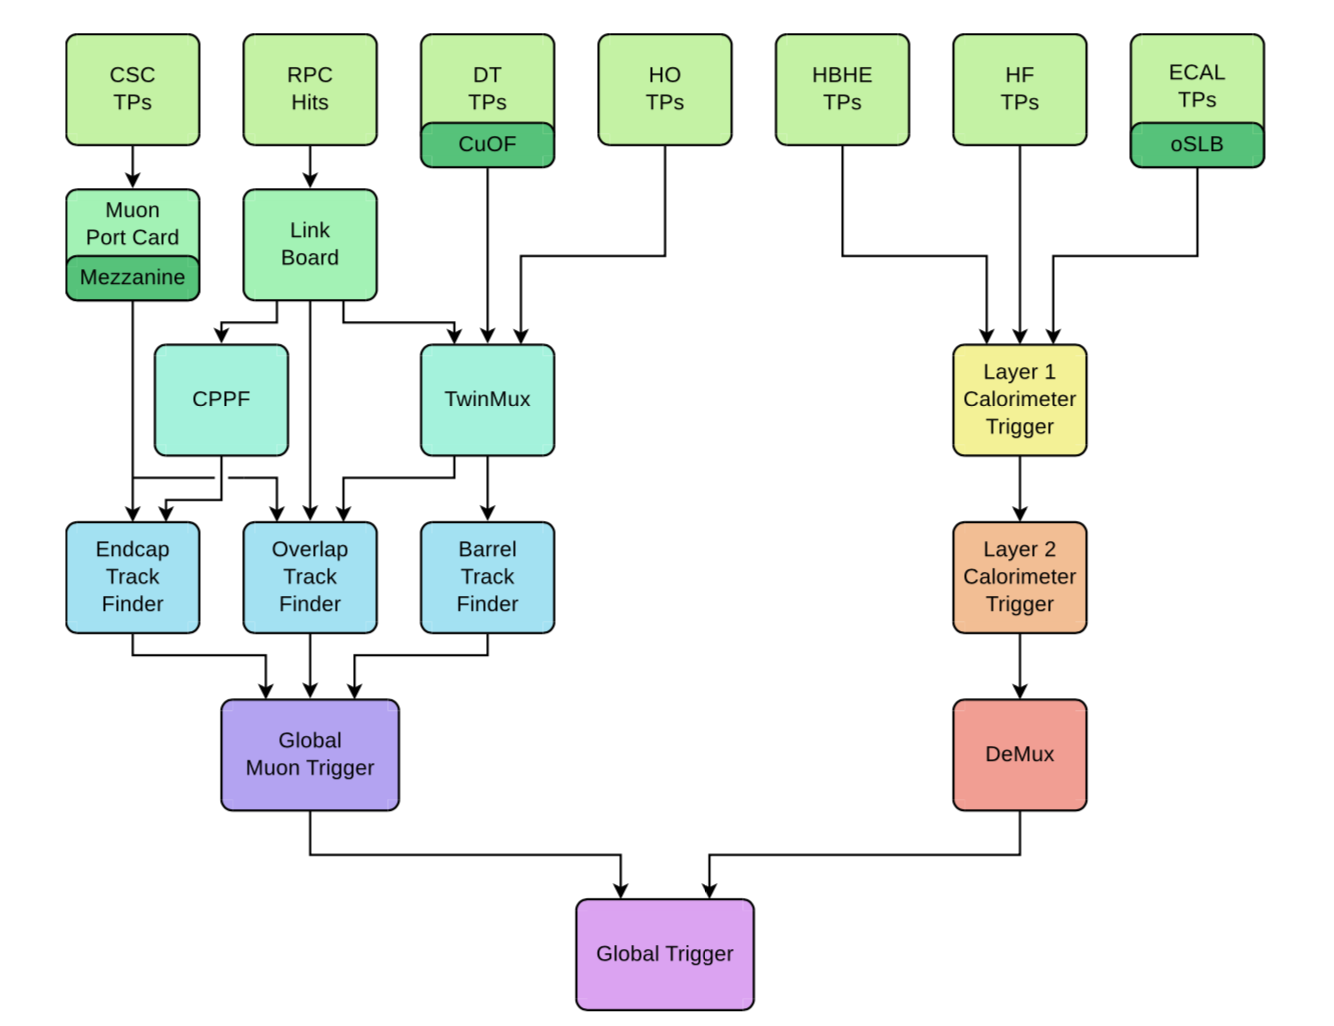 CSC
TPs
RPC
Hits
DT
TPs
CuOF
HO
TPs
HBHE
TPs
HF
TPs
ECAL
TPs
oSLB
Muon
Port Card
Mezzanine
Link
Board
CPPF
TwinMux
Layer 1
Calorimeter
Trigger
Endcap
Track
Finder
Overlap
Track
Finder
Barrel
Track
Finder
Layer 2
Calorimeter
Trigger
Global
Muon Trigger
DeMux
Global Trigger